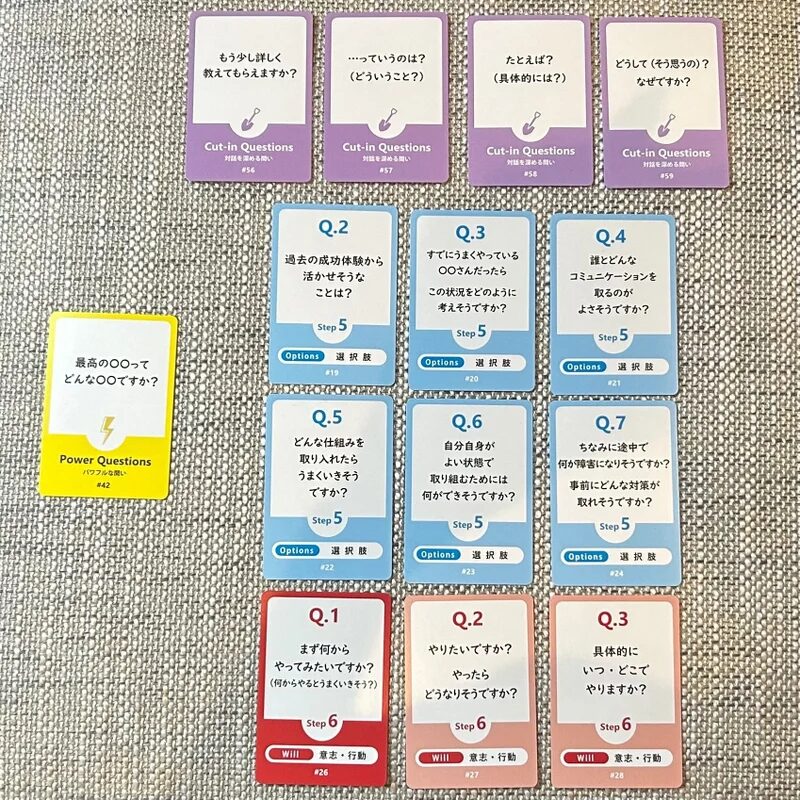 もう少し詳しく
教えてもらえますか？
Cut-in Questions
対話を深める問い
#56
…っていうのは？
（どういうこと？）
Cut-in Questions
対話を深める問い
#57
たとえば？
（具体的には？）
Cut-in Questions
対話を深める問い
#58
どうして（そう思うの）？
なぜですか？
Cut-in Questions
対話を深める問い
#59
Q.2
過去の成功体験から
活かせそうな
ことは？
Step 5
Options 選択肢
#19
Q.3
すでにうまくやっている
〇〇さんだったら
この状況をどのように
考えそうですか？
Step 5
Options 選択肢
#20
Q.4
誰とどんな
コミュニケーションを
取るのが
よさそうですか？
Step 5
Options 選択肢
#21
最高の〇〇って
どんな〇〇ですか？
Power Questions
パワフルな問い
#42
Q.5
どんな仕組みを
取り入れたら
うまくいきそう
ですか？
Step 5
Options 選択肢
#22
Q.6
自分自身が
よい状態で
取り組むためには
何ができそうですか？
Step 5
Options 選択肢
#23
Q.7
ちなみに途中で
何が障害になりそうですか？
事前にどんな対策が
取れそうですか？
Step 5
Options 選択肢
#24
Q.1
まず何から
やってみたいですか？
（何からやるとうまくいきそう？）
Step 6
Will 意志・行動
#26
Q.2
やりたいですか？
やったら
どうなりそうですか？
Step 6
Will 意志・行動
#27
Q.3
具体的に
いつ・どこで
やりますか？
Step 6
Will 意志・行動
#28